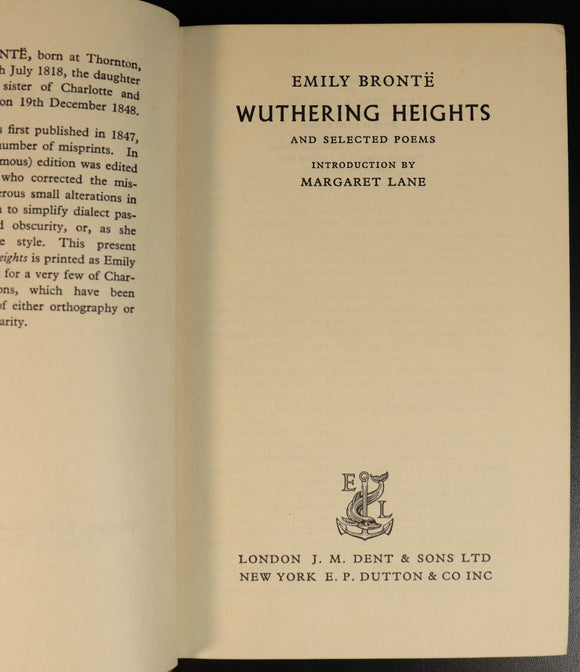 NTË, born at Thornton,
h July 1818, the daughter
sister of Charlotte and
on 19th December 1848.
s first published in 1847,
number of misprints. In
mous) edition was edited
who corrected the mis-
erous small alterations in
to simplify dialect pas-
d obscurity, or, as she
e style. This present
eights is printed as Emily
for a very few of Char-
ons, which have been
of either orthography or
arity.
EMILY BRONTË
WUTHERING HEIGHTS
AND SELECTED POEMS
INTRODUCTION BY
MARGARET LANE
E L
LONDON J. M. DENT & SONS LTD
NEW YORK E. P. DUTTON & CO INC